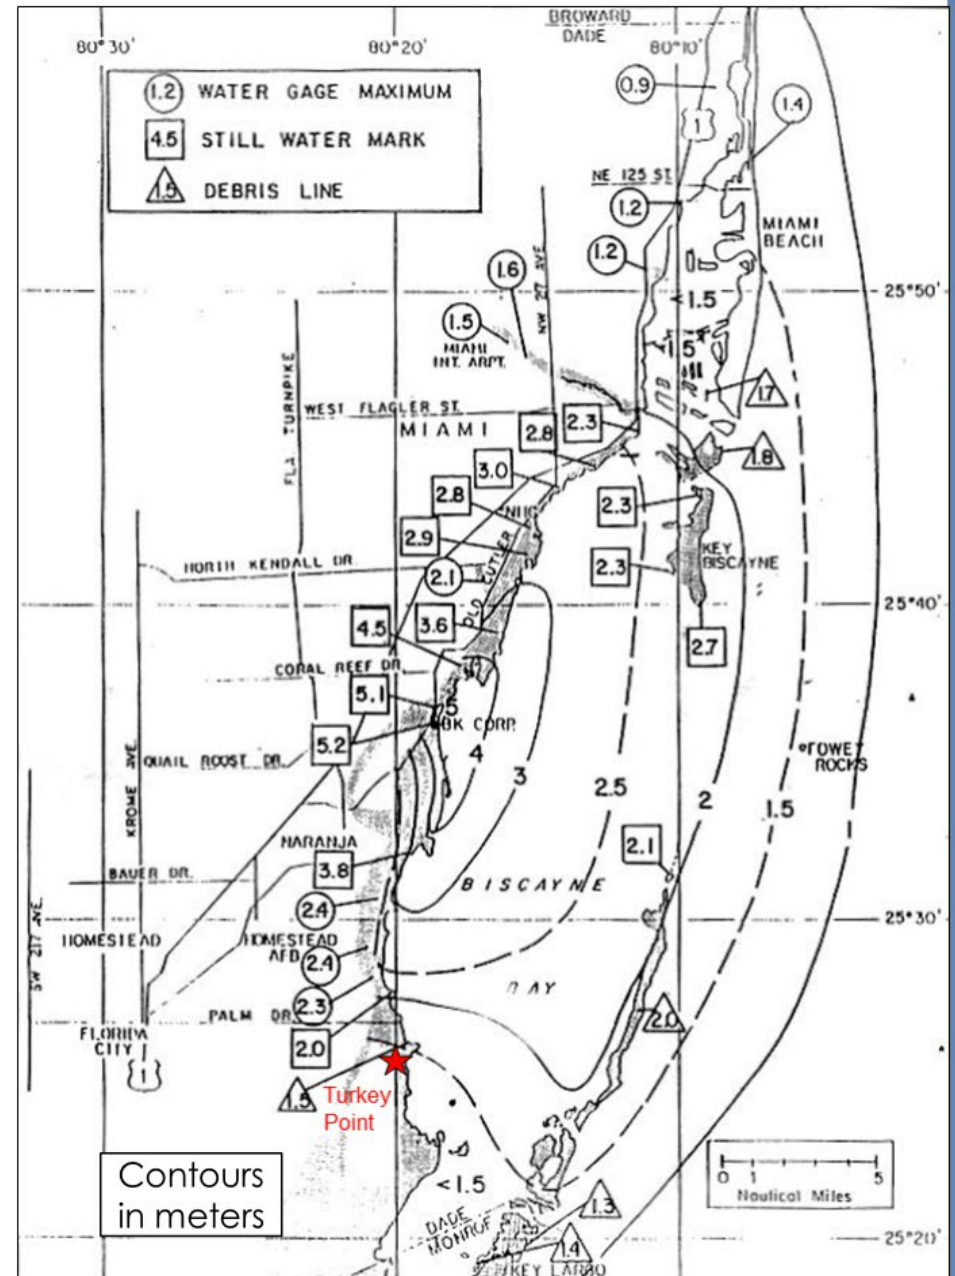 BROWARD
DADE
80°30'
80°20'
80°10'
1.2 WATER GAGE MAXIMUM
4.5 STILL WATER MARK
1.5 DEBRIS LINE
0.9
1
1.4
NE 125 ST.
1.2
MIAMI
BEACH
1.2
1.6
NW 27 AVE
25°50'
<1.5
1.5
MIAMI
INT. ARPT.
1.5
FLA TURNPIKE
WEST FLAGLER ST.
MIAMI
2.8
2.3
1.7
1.8
3.0
2.8
NHC
2.3
2.9
KEY
BISCAYNE
NORTH KENDALL DR.
2.1
OLD CUTLER
2.3
25°40'
4.5
3.6
2.7
CORAL REEF DR.
5.1
5
BK CORP.
5.2
QUAIL ROOST DR.
4
3
2.5
2
1.5
FOWEY
ROCKS
KROME AVE.
NARANJA
3.8
2.1
BAUER DR.
BISCAYNE
2.4
25°30'
SW 217 AVE.
HOMESTEAD
HOMESTEAD
AFB
2.4
BAY
2.3
PALM DR.
2.0
2.0
FLORIDA
CITY
1
1.5
Turkey
Point
Contours
in meters
<1.5
0 1 5
Nautical Miles
DADE
MONROE
1.3
1.4
25°20'
KEY LARGO